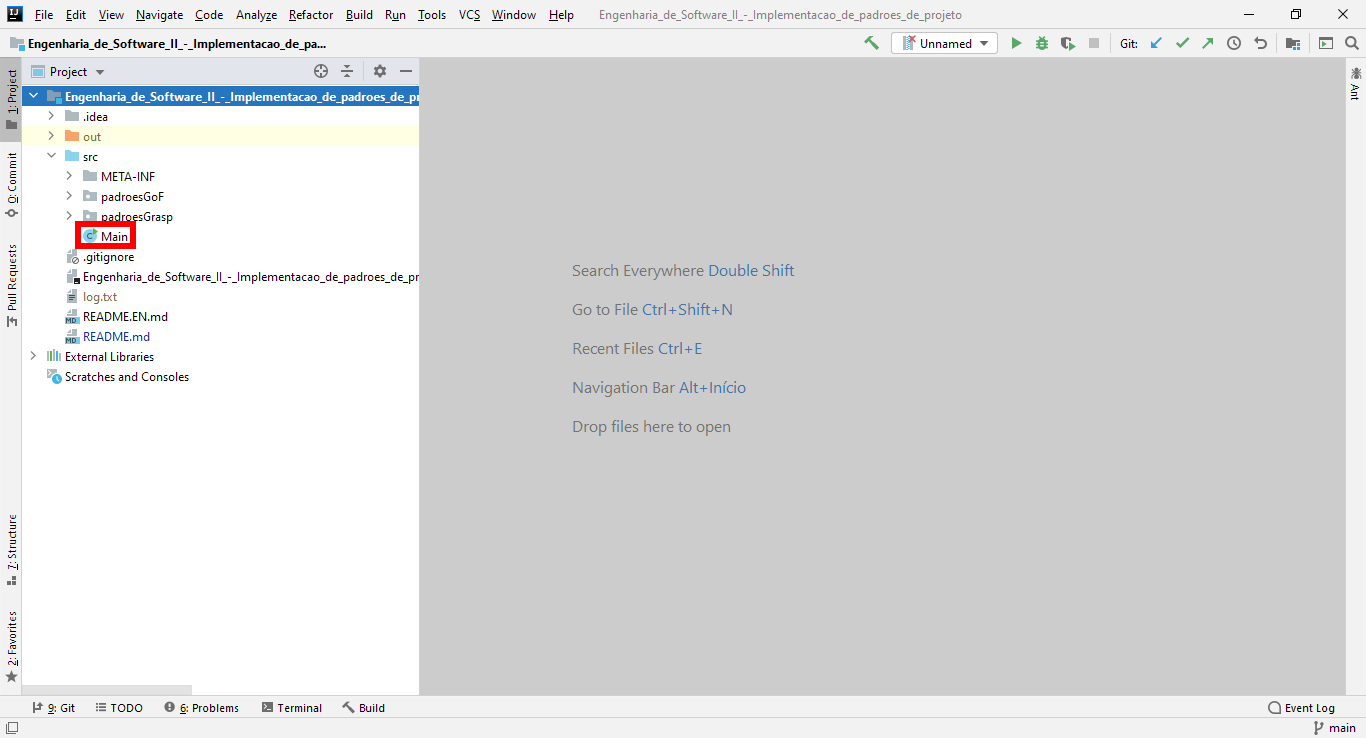 File Edit View Navigate Code Analyze Refactor Build Run Tools VCS Window Help Engenharia_de_Software_II_-_Implementacao_de_padroes_de_projeto
Engenharia_de_Software_II_-_Implementacao_de_pa... Unnamed Git:
Project
1: Project
0: Commit
Pull Requests
7: Structure
2: Favorites
Engenharia_de_Software_II_-_Implementacao_de_padroes_de_pr
.idea
out
src
META-INF
padroesGoF
padroesGrasp
Main
.gitignore
Engenharia_de_Software_II_-_Implementacao_de_padroes_de_pr
log.txt
README.EN.md
README.md
External Libraries
Scratches and Consoles
Search Everywhere Double Shift
Go to File Ctrl+Shift+N
Recent Files Ctrl+E
Navigation Bar Alt+Início
Drop files here to open
Ant
9: Git TODO 6: Problems Terminal Build Event Log
main